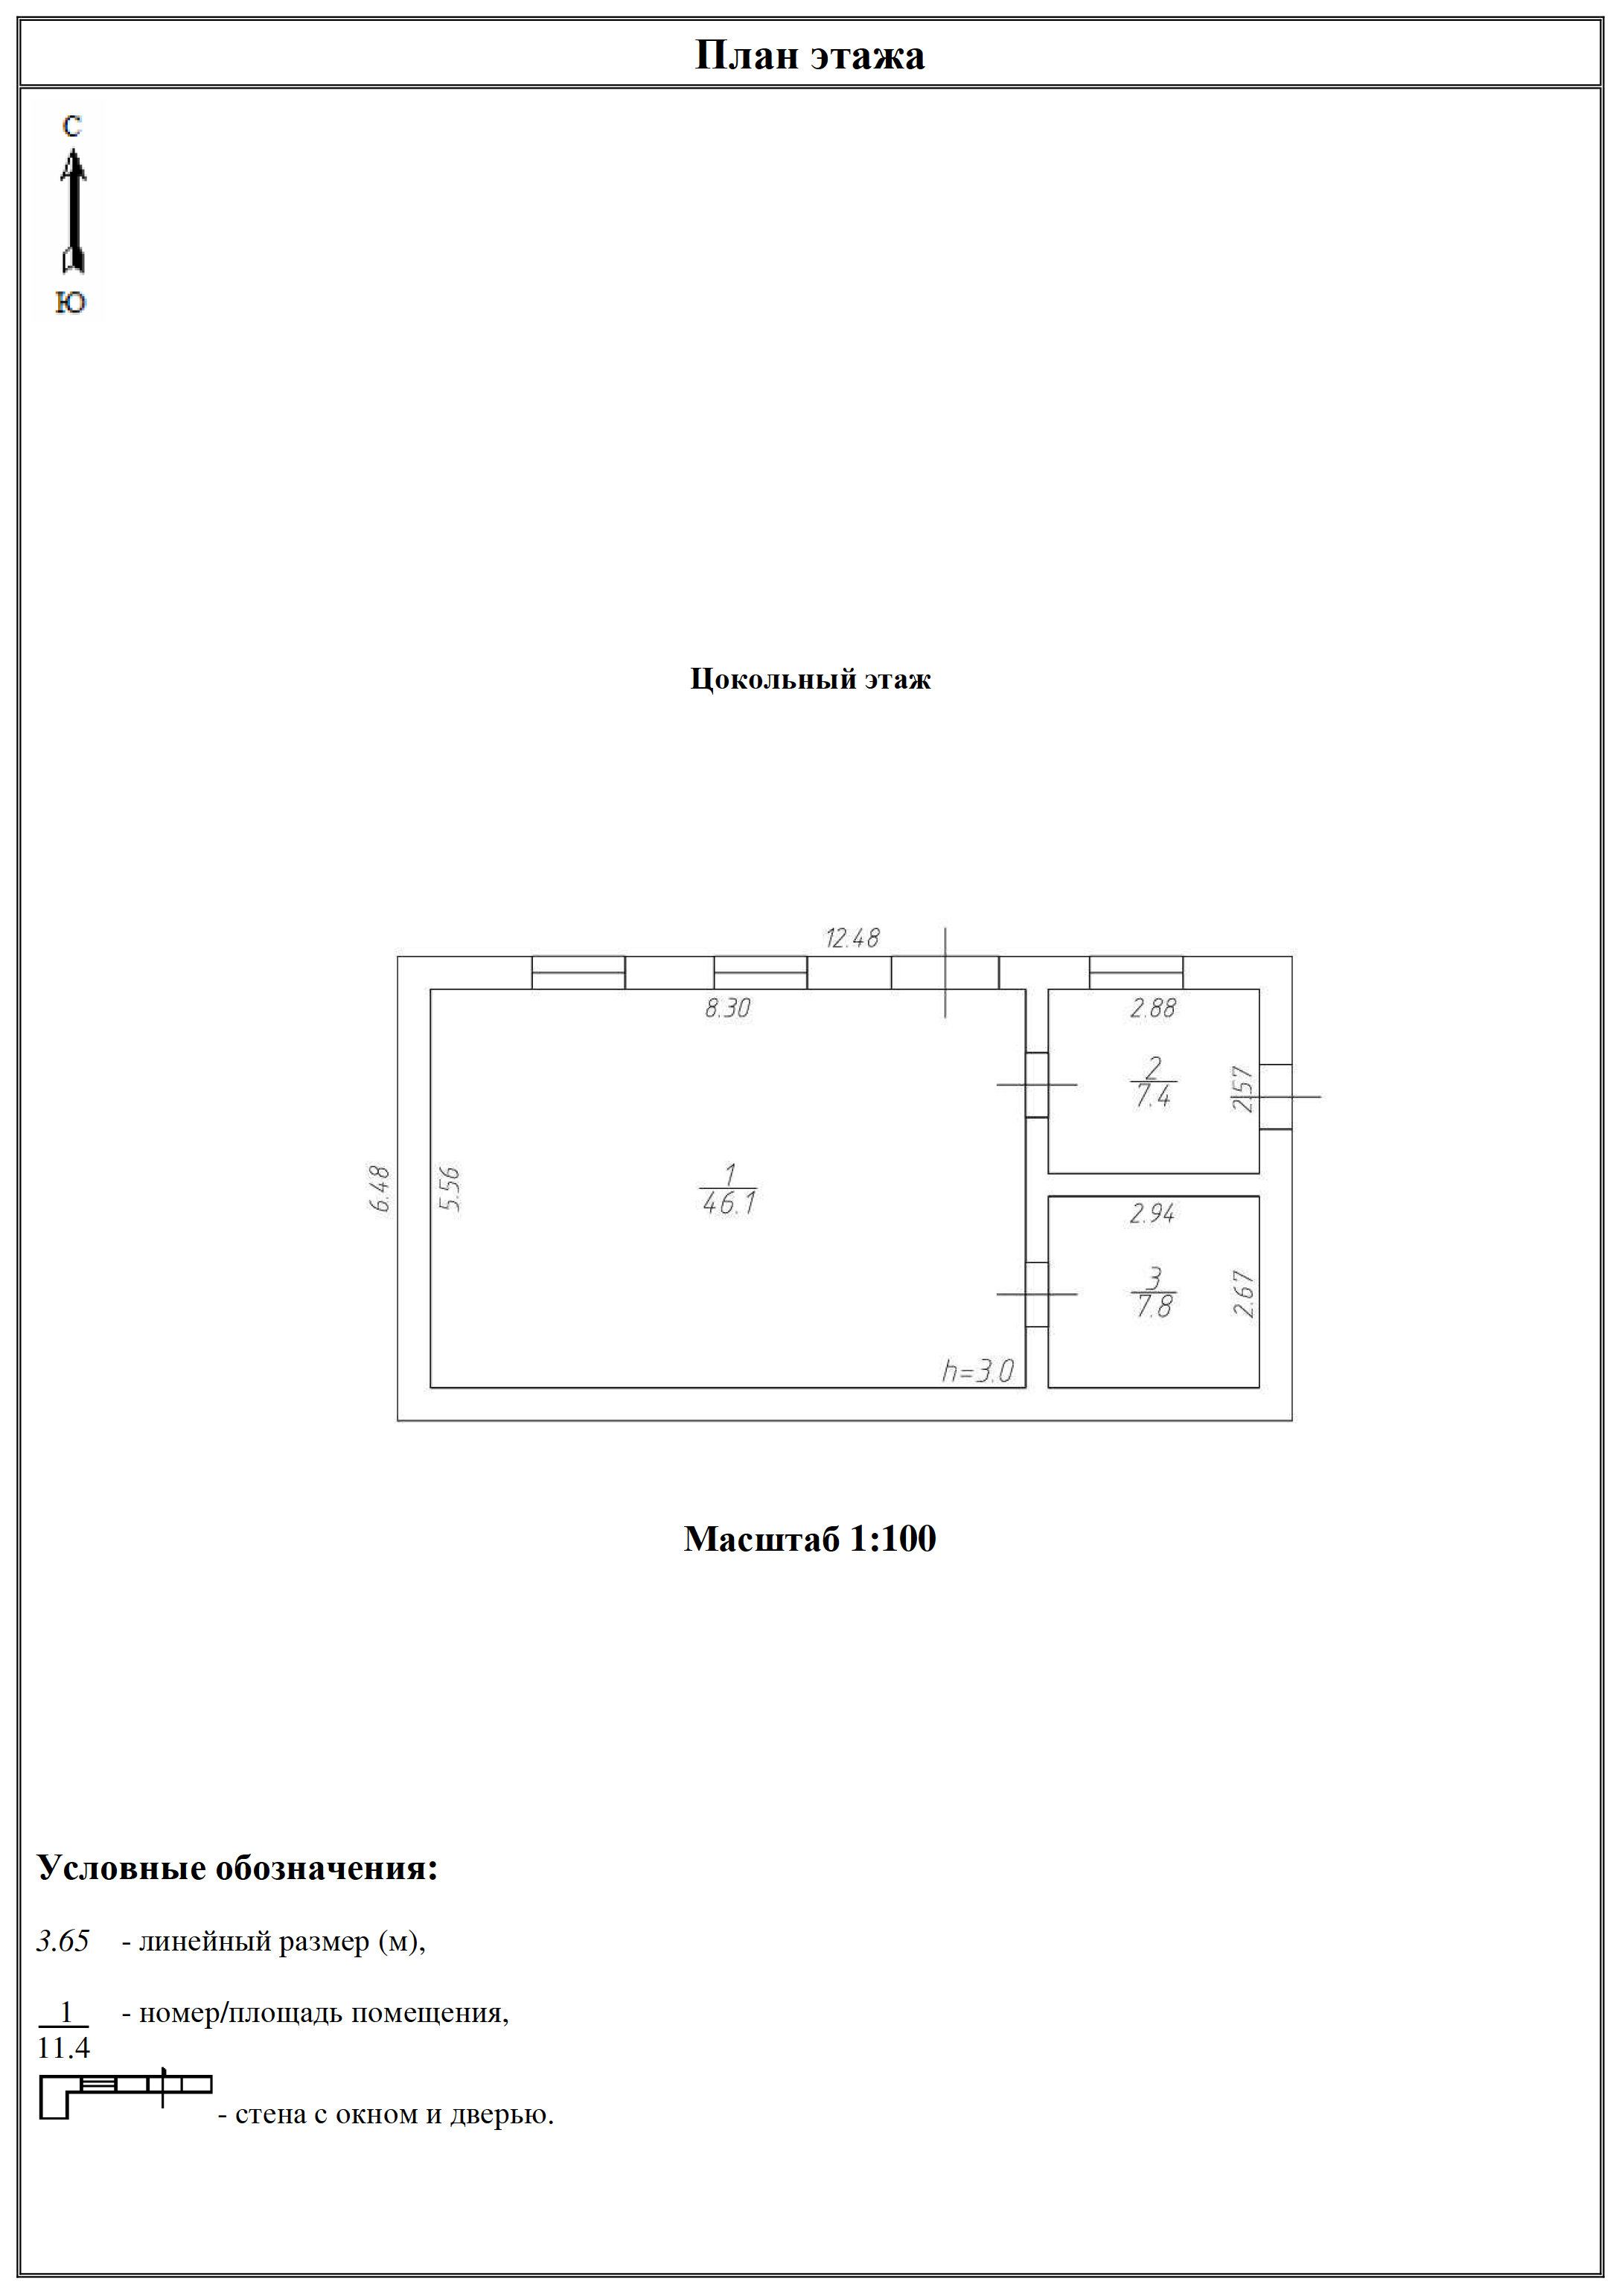 План этажа
С
Ю
Цокольный этаж
12.48
8.30
2.88
2
7.4
2.57
6.48
5.56
1
46.1
2.94
3
7.8
2.67
h=3.0
Масштаб 1:100
Условные обозначения:
3.65 - линейный размер (м),
1 - номер/площадь помещения,
11.4
- стена с окном и дверью.